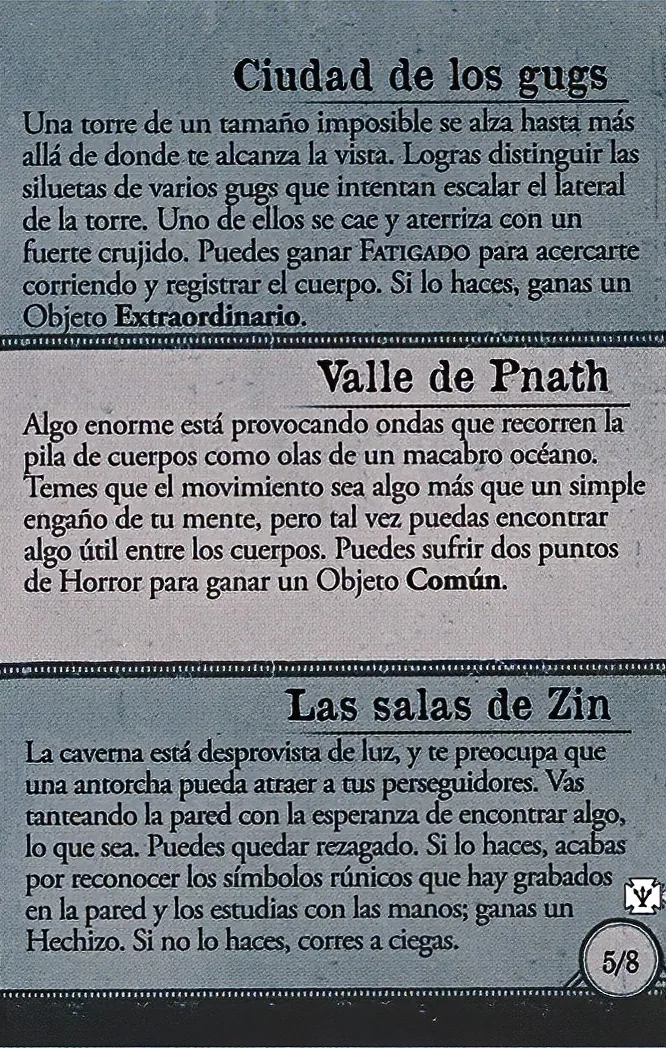 Ciudad de los gugs
Una torre de un tamaño imposible se alza hasta más
allá de donde te alcanza la vista. Logras distinguir las
siluetas de varios gugs que intentan escalar el lateral
de la torre. Uno de ellos se cae y aterriza con un
fuerte crujido. Puedes ganar FATIGADO para acercarte
corriendo y registrar el cuerpo. Si lo haces, ganas un
Objeto Extraordinario.
Valle de Pnath
Algo enorme está provocando ondas que recorren la
pila de cuerpos como olas de un macabro océano.
Temes que el movimiento sea algo más que un simple
engaño de tu mente, pero tal vez puedas encontrar
algo útil entre los cuerpos. Puedes sufrir dos puntos
de Horror para ganar un Objeto Común.
Las salas de Zin
La caverna está desprovista de luz, y te preocupa que
una antorcha pueda atraer a tus perseguidores. Vas
tanteando la pared con la esperanza de encontrar algo,
lo que sea. Puedes quedar rezagado. Si lo haces, acabas
por reconocer los símbolos rúnicos que hay grabados
en la pared y los estudias con las manos; ganas un
Hechizo. Si no lo haces, corres a ciegas.
5/8